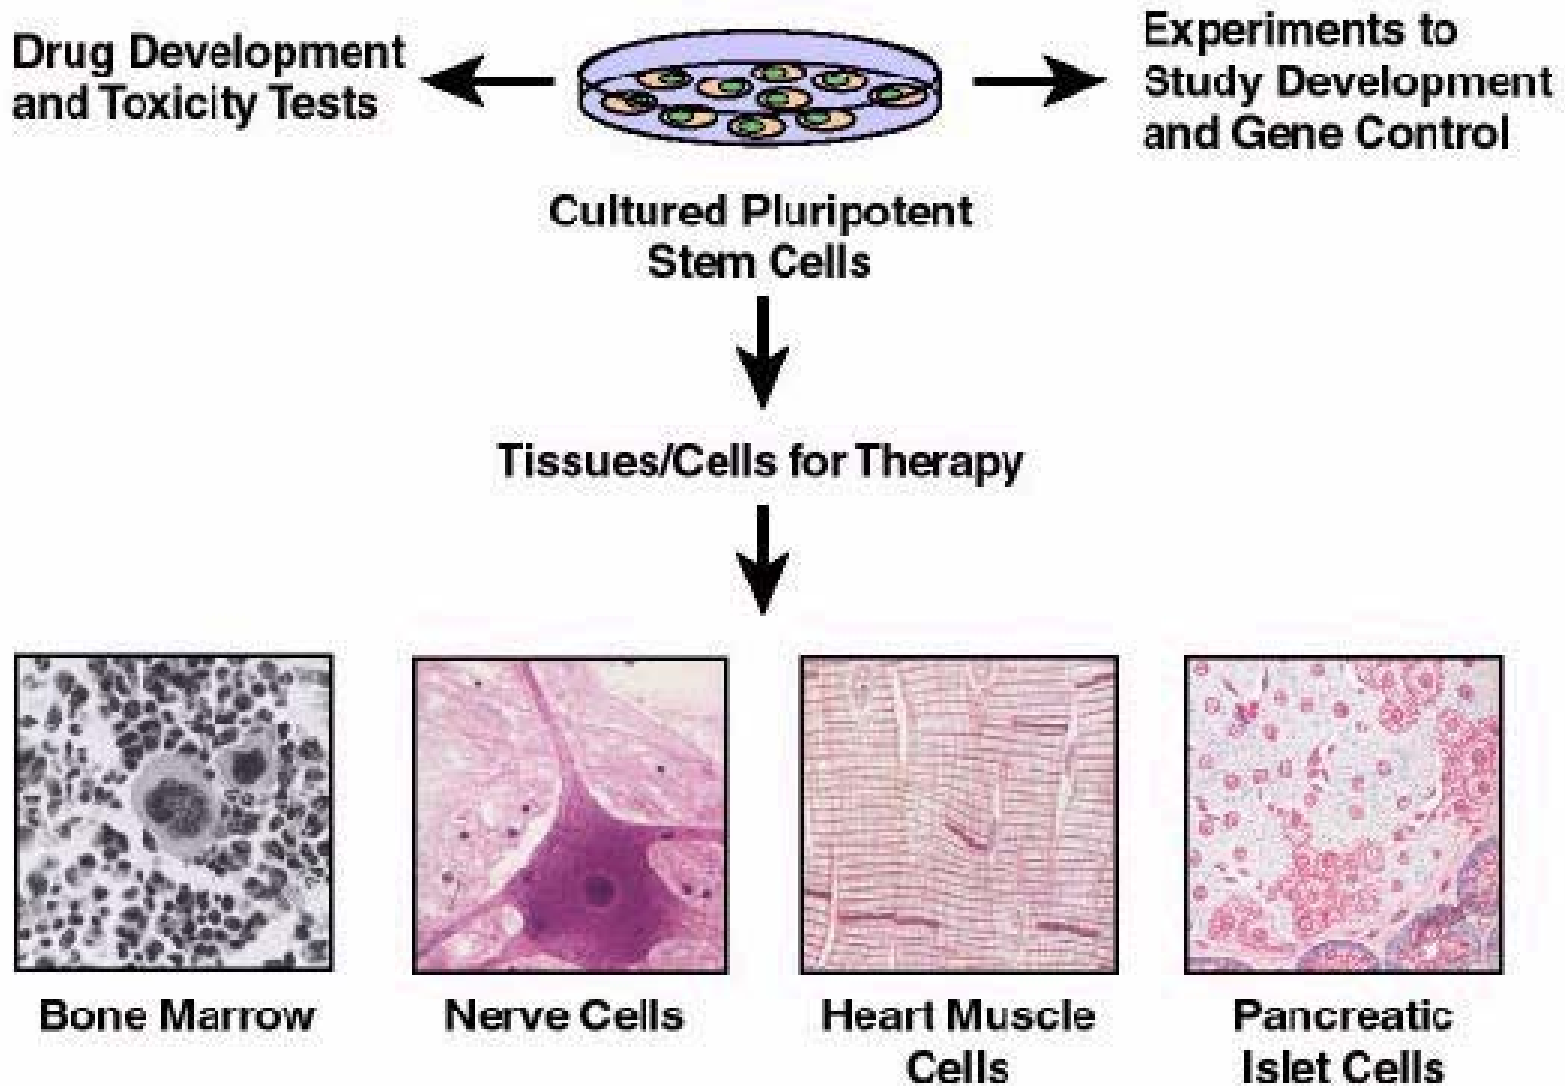 Drug Development
and Toxicity Tests
Experiments to
Study Development
and Gene Control
Cultured Pluripotent
Stem Cells
Tissues/Cells for Therapy
Bone Marrow
Nerve Cells
Heart Muscle
Cells
Pancreatic
Islet Cells